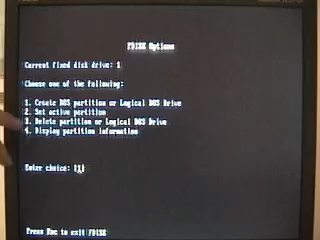 FDISK Options
Current fixed disk drive: 1
Choose one of the following:
1. Create DOS partition or Logical DOS Drive
2. Set active partition
3. Delete partition or Logical DOS Drive
4. Display partition information
Enter choice: [1]
Press Esc to exit FDISK